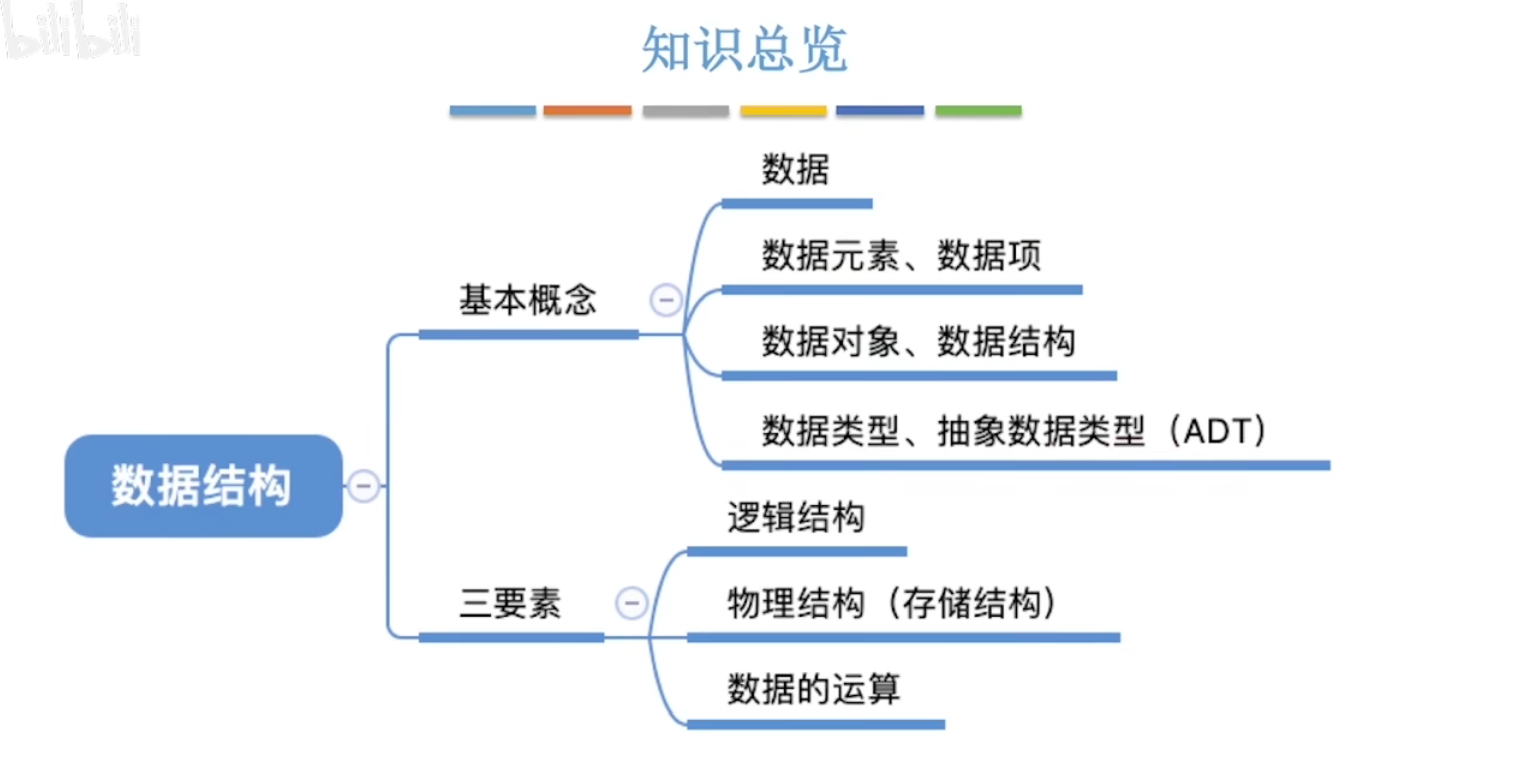 bilibili
知识总览
数据
数据元素、数据项
基本概念
数据对象、数据结构
数据类型、抽象数据类型（ADT）
数据结构
逻辑结构
三要素
物理结构（存储结构）
数据的运算